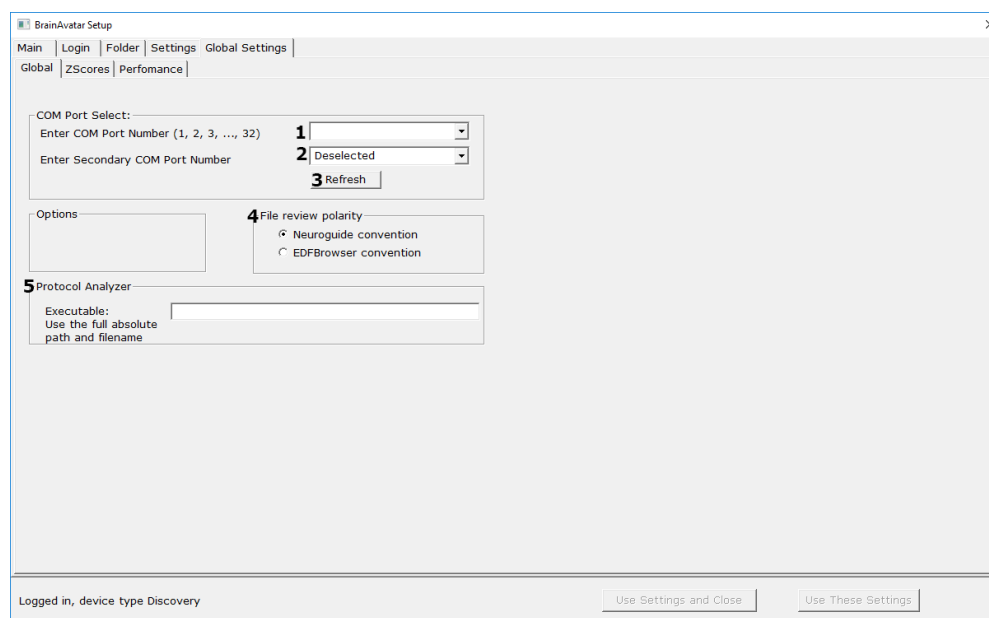 BrainAvatar Setup
Main Login Folder Settings Global Settings
Global ZScores Perfomance
COM Port Select:
Enter COM Port Number (1, 2, 3, ..., 32) 1
Enter Secondary COM Port Number 2 Deselected
3 Refresh
Options 4 File review polarity
Neuroguide convention
EDFBrowser convention
5 Protocol Analyzer
Executable:
Use the full absolute
path and filename
Logged in, device type Discovery Use Settings and Close Use These Settings